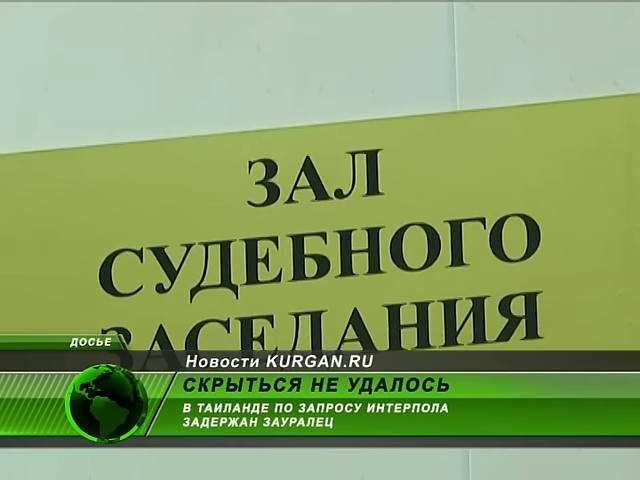 ЗАЛ
СУДЕБНОГО
ЗАСЕДАНИЯ
ДОСЬЕ
Новости KURGAN.RU
СКРЫТЬСЯ НЕ УДАЛОСЬ
В ТАИЛАНДЕ ПО ЗАПРОСУ ИНТЕРПОЛА
ЗАДЕРЖАН ЗАУРАЛЕЦ